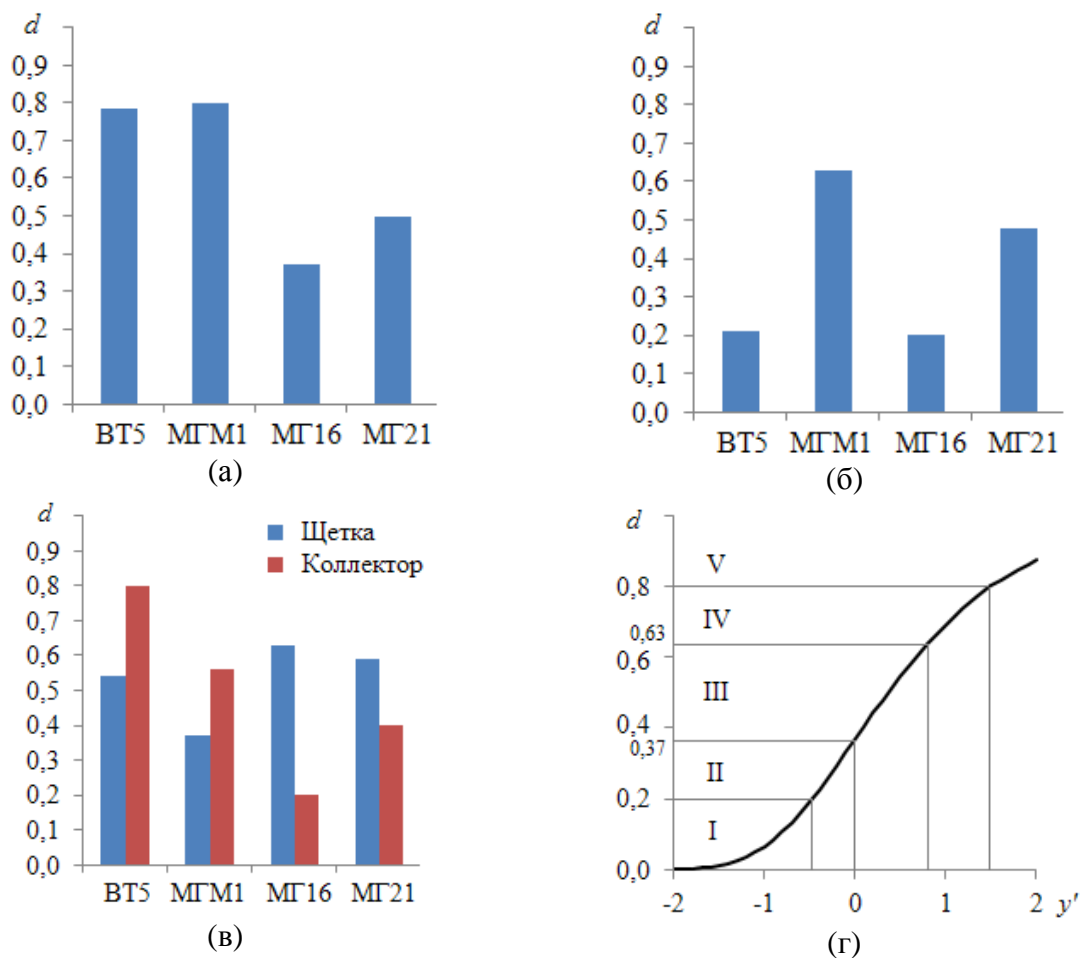 d
0,9
0,8
0,7
0,6
0,5
0,4
0,3
0,2
0,1
0,0
ВТ5 МГМ1 МГ16 МГ21
(а)
d
0,9
0,8
0,7
0,6
0,5
0,4
0,3
0,2
0,1
0,0
ВТ5 МГМ1 МГ16 МГ21
(б)
d
Щетка
Коллектор
0,9
0,8
0,7
0,6
0,5
0,4
0,3
0,2
0,1
0,0
ВТ5 МГМ1 МГ16 МГ21
(в)
d
V
0,8
IV
0,63
0,6
III
0,4
0,37
II
0,2
I
0,0
-2 -1 0 1 2 y'
(г)